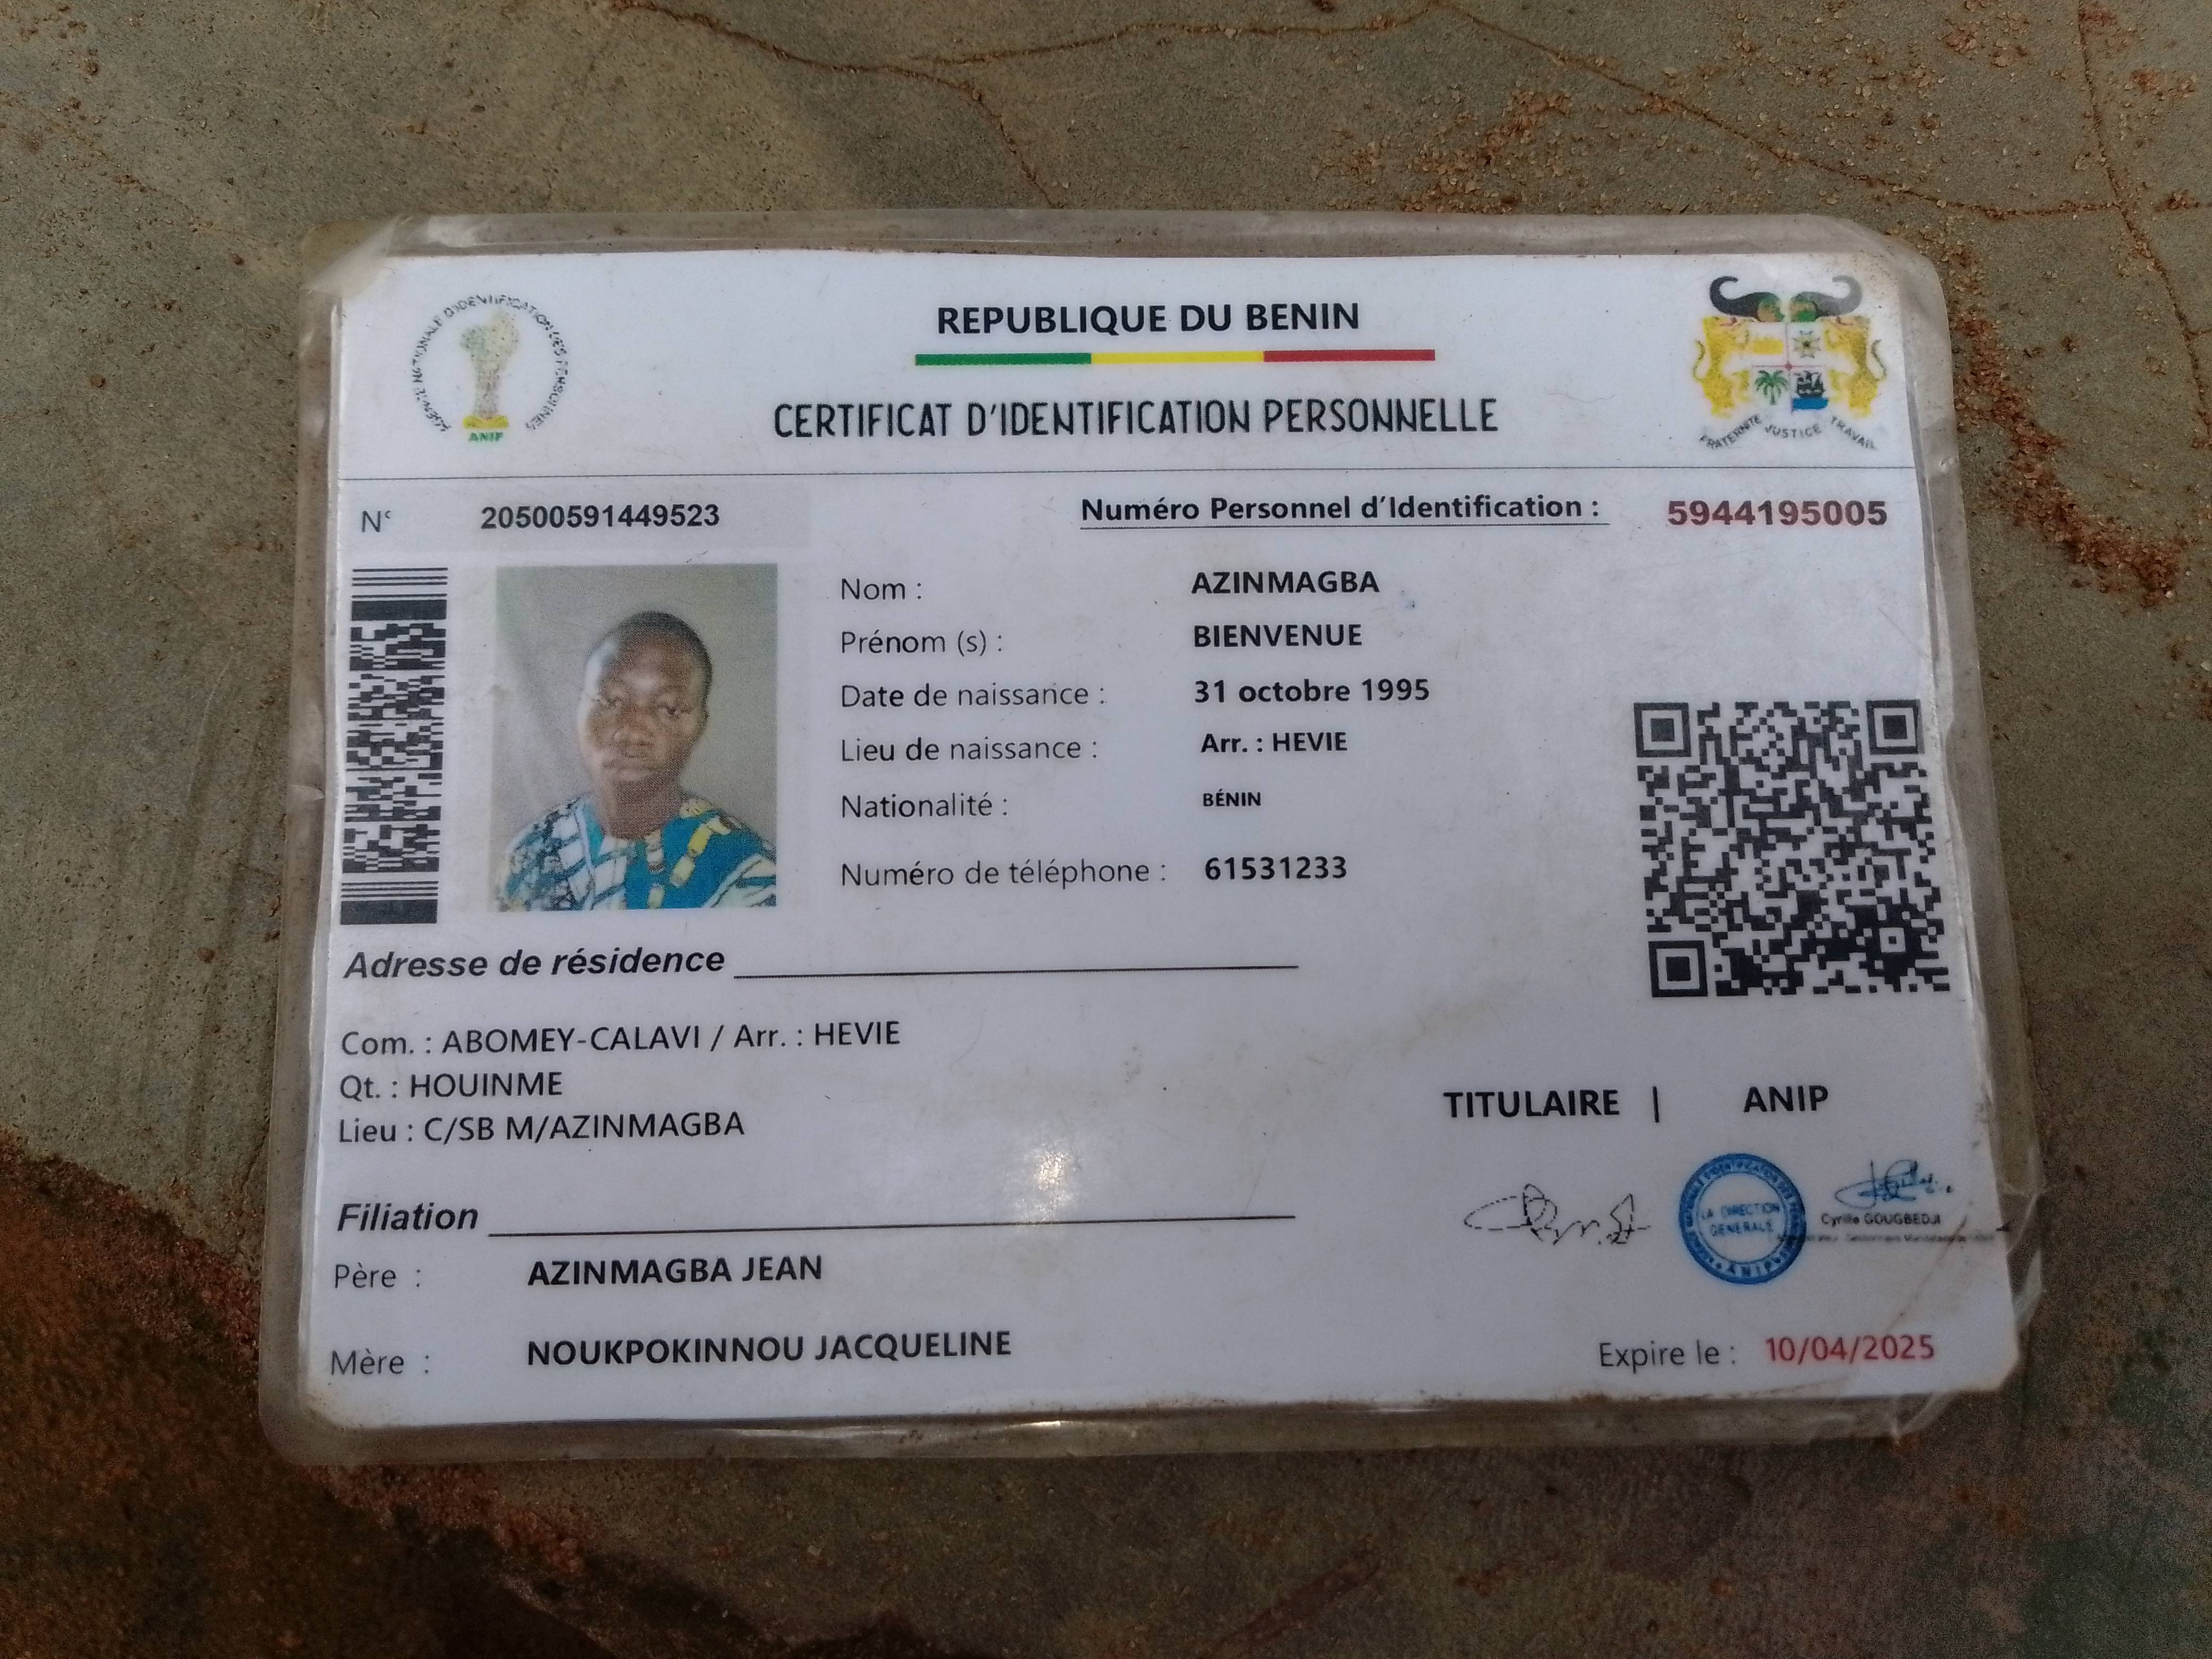 AGENCE NATIONALE D'IDENTIFICATION DES PERSONNES
ANIP
REPUBLIQUE DU BENIN
CERTIFICAT D'IDENTIFICATION PERSONNELLE
FRATERNITE JUSTICE TRAVAIL
N° 20500591449523
Numéro Personnel d'Identification : 5944195005
Nom : AZINMAGBA
Prénom (s) : BIENVENUE
Date de naissance : 31 octobre 1995
Lieu de naissance : Arr. : HEVIE
Nationalité : BÉNIN
Numéro de téléphone : 61531233
Adresse de résidence
Com. : ABOMEY-CALAVI / Arr. : HEVIE
Qt. : HOUINME
Lieu : C/SB M/AZINMAGBA
TITULAIRE | ANIP
LA DIRECTION
GENERALE
ANIP
Cyrille GOUGBEDJI
Filiation
Père : AZINMAGBA JEAN
Mère : NOUKPOKINNOU JACQUELINE
Expire le : 10/04/2025